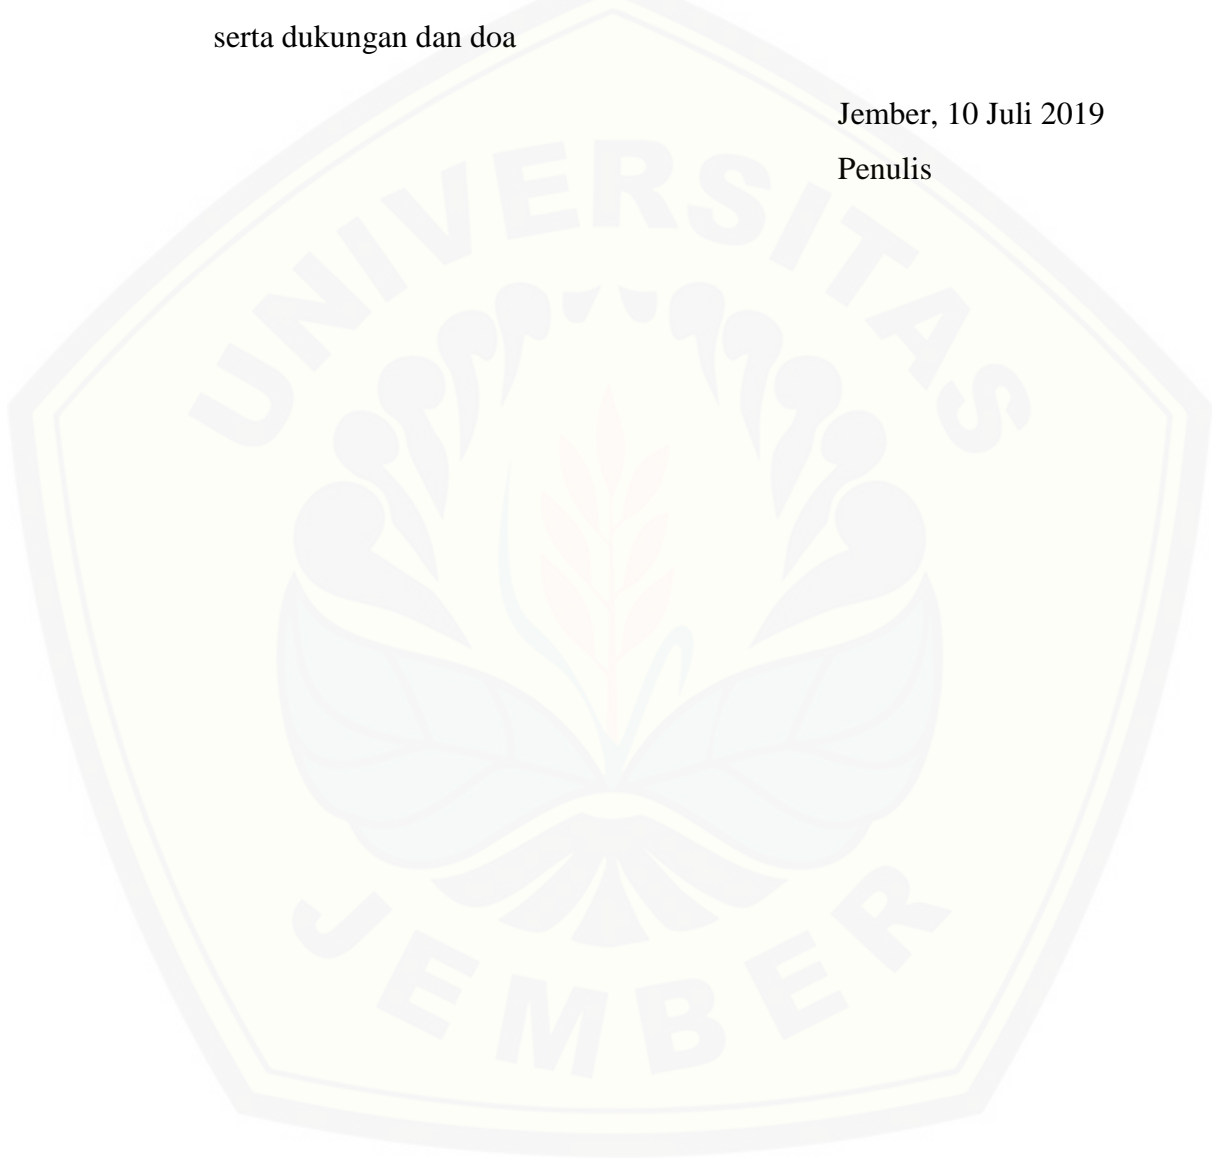 serta dukungan dan doa
Jember, 10 Juli 2019
Penulis
UNIVERSITAS
JEMBER